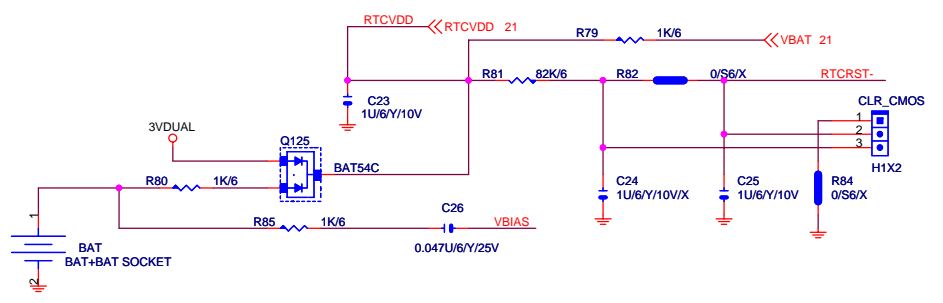 RTCVDD
RTCVDD 21
R79
1K/6
VBAT 21
R81
82K/6
R82
0/S6/X
RTCRST-
C23
1U/6/Y/10V
CLR_CMOS
1
2
3
H1X2
3VDUAL
Q125
BAT54C
R80
1K/6
C24
1U/6/Y/10V/X
C25
1U/6/Y/10V
R84
0/S6/X
R85
1K/6
C26
0.047U/6/Y/25V
VBIAS
1
BAT
BAT+BAT SOCKET
2